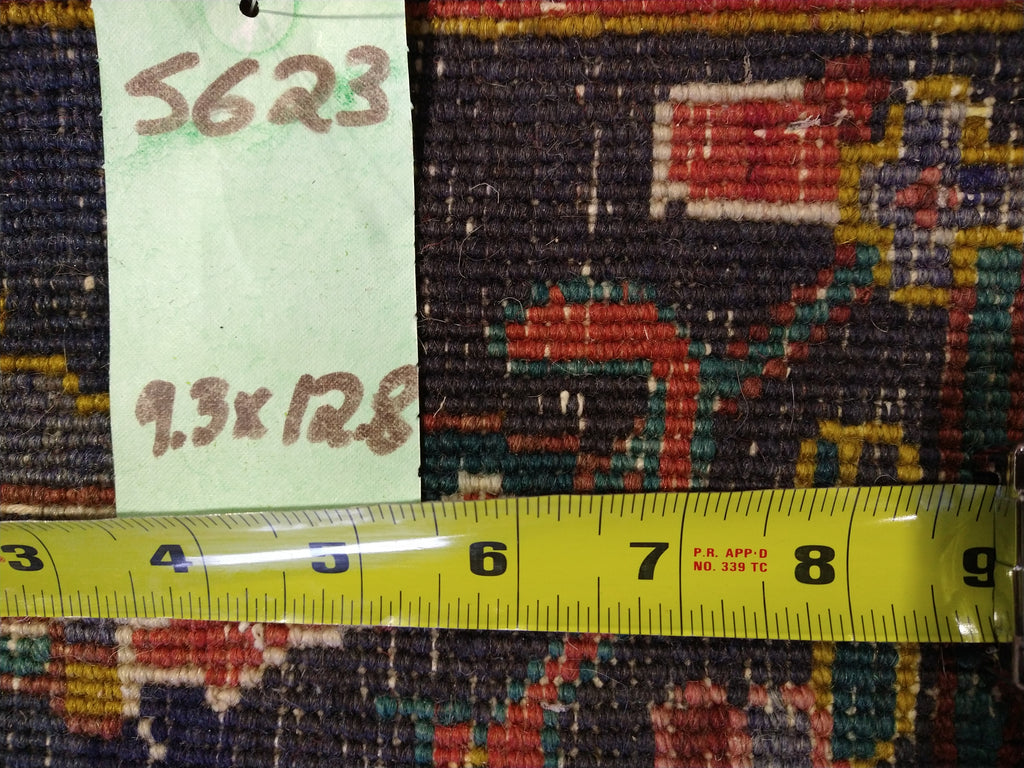 5623
9.3x12.8
3 4 5 6 7 8 9
P.R. APP·D
NO. 339 TC